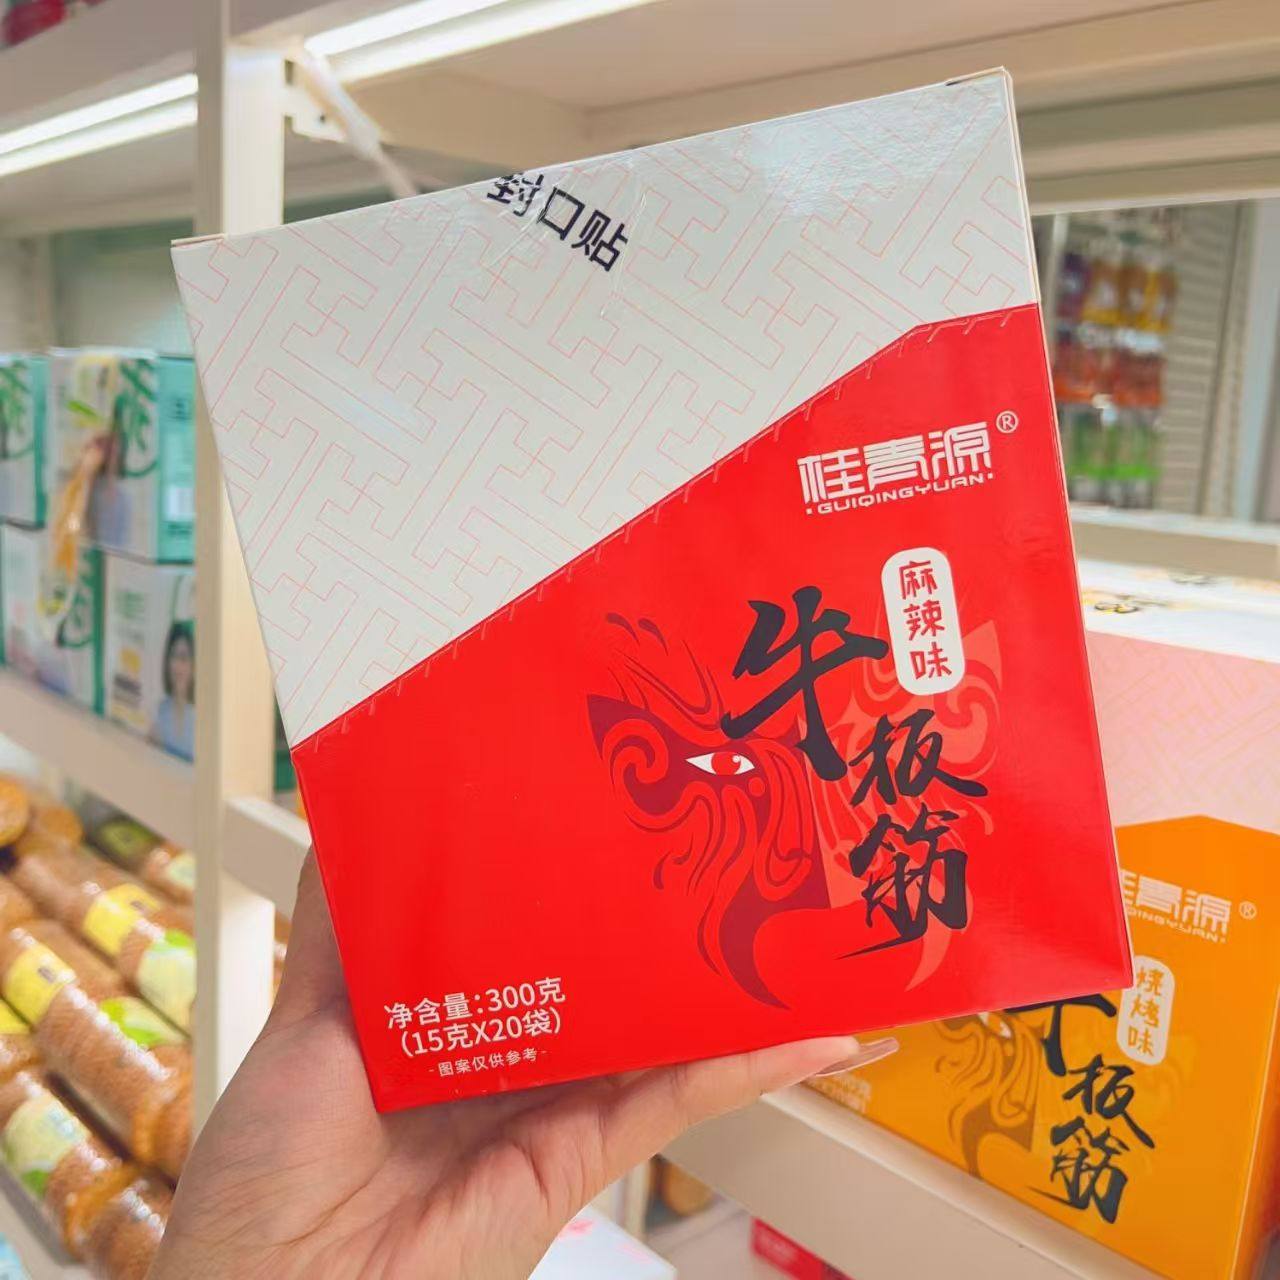 封口贴
桂青源®
GUIQINGYUAN
麻辣味
牛板筋
净含量:300克
(15克X20袋)
-图案仅供参考-
青源®
QINGYUAN
烧烤味
牛板筋